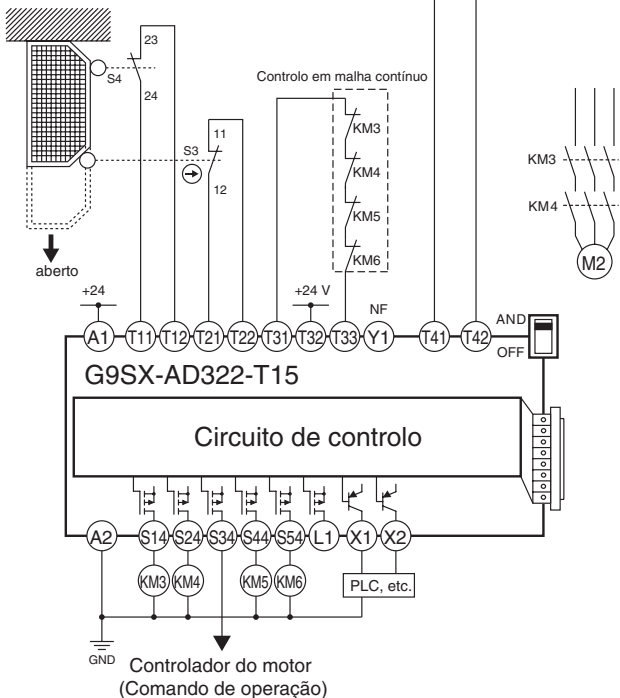 23
S4
24
Controlo em malha contínuo
11
S3
12
KM3
KM4
KM5
KM6
KM3
KM4
M2
aberto
+24
+24 V
NF
AND
OFF
A1 T11 T12 T21 T22 T31 T32 T33 Y1 T41 T42
G9SX-AD322-T15
Circuito de controlo
A2 S14 S24 S34 S44 S54 L1 X1 X2
KM3 KM4 KM5 KM6 PLC, etc.
GND
Controlador do motor
(Comando de operação)